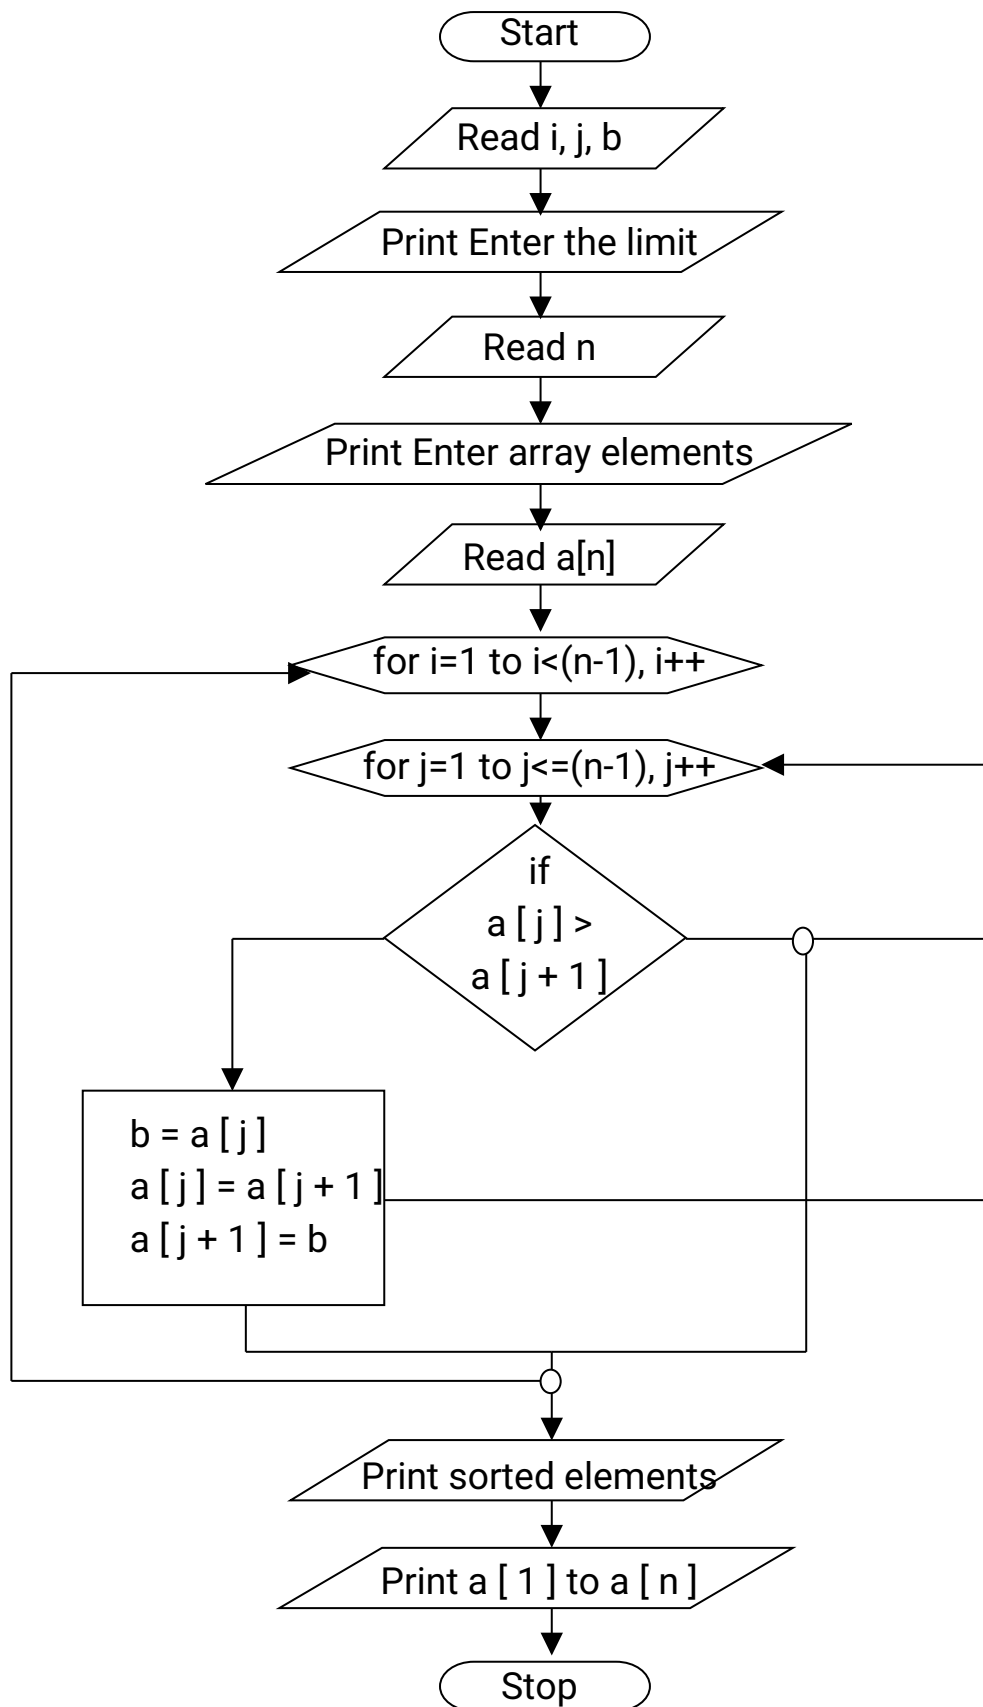 Start
Read i, j, b
Print Enter the limit
Read n
Print Enter array elements
Read a[n]
for i=1 to i<(n-1), i++
for j=1 to j<=(n-1), j++
if
a [ j ] >
a [ j + 1 ]
b = a [ j ]
a [ j ] = a [ j + 1 ]
a [ j + 1 ] = b
Print sorted elements
Print a [ 1 ] to a [ n ]
Stop